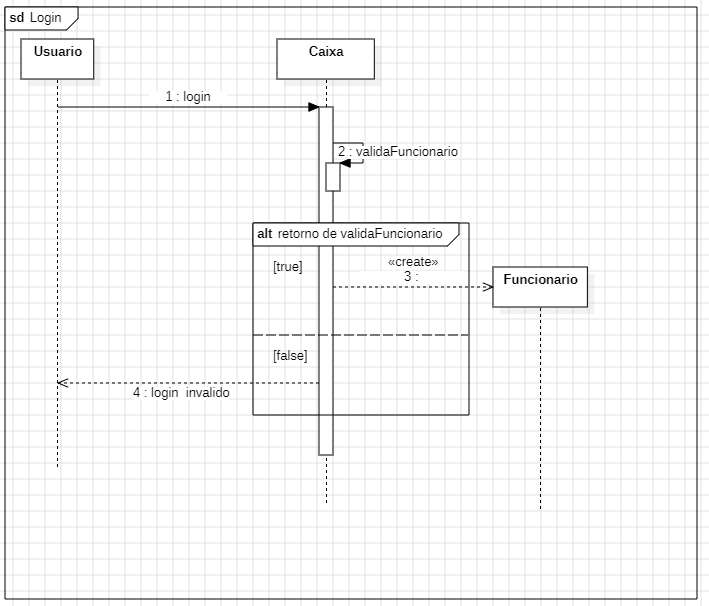 sd Login
Usuario
Caixa
1 : login
2 : validaFuncionario
alt retorno de validaFuncionario
[true]
«create»
3 :
Funcionario
[false]
4 : login invalido